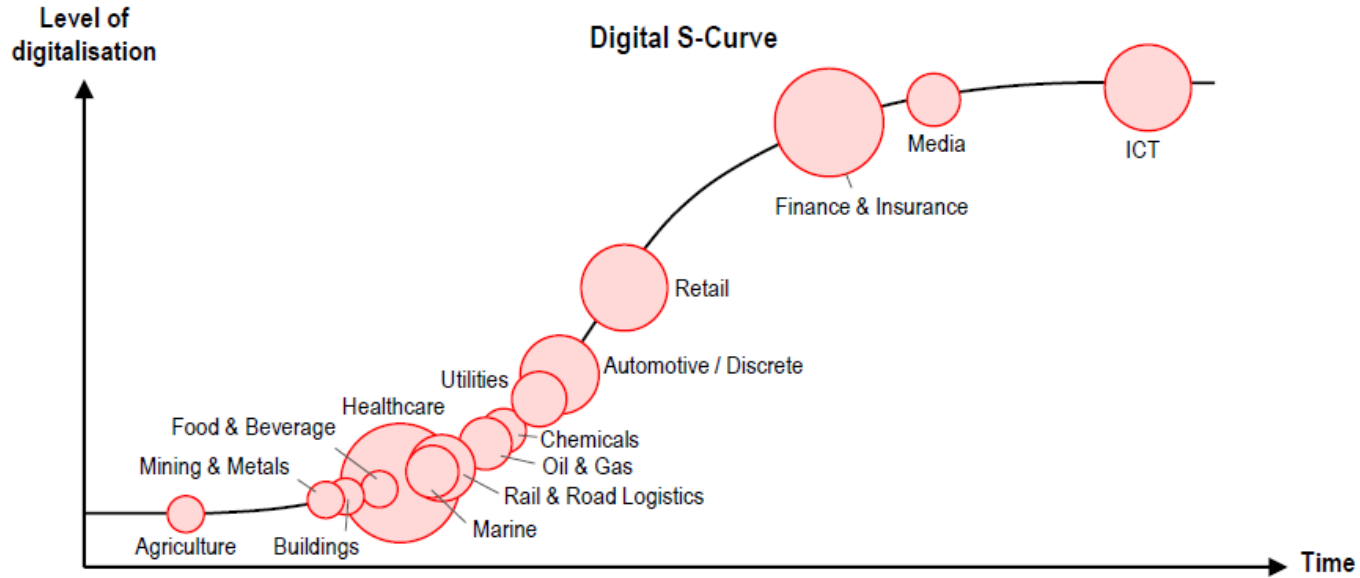 Level of
digitalisation
Digital S-Curve
Media
ICT
Finance & Insurance
Retail
Automotive / Discrete
Utilities
Healthcare
Food & Beverage
Chemicals
Mining & Metals
Oil & Gas
Rail & Road Logistics
Marine
Agriculture
Buildings
Time